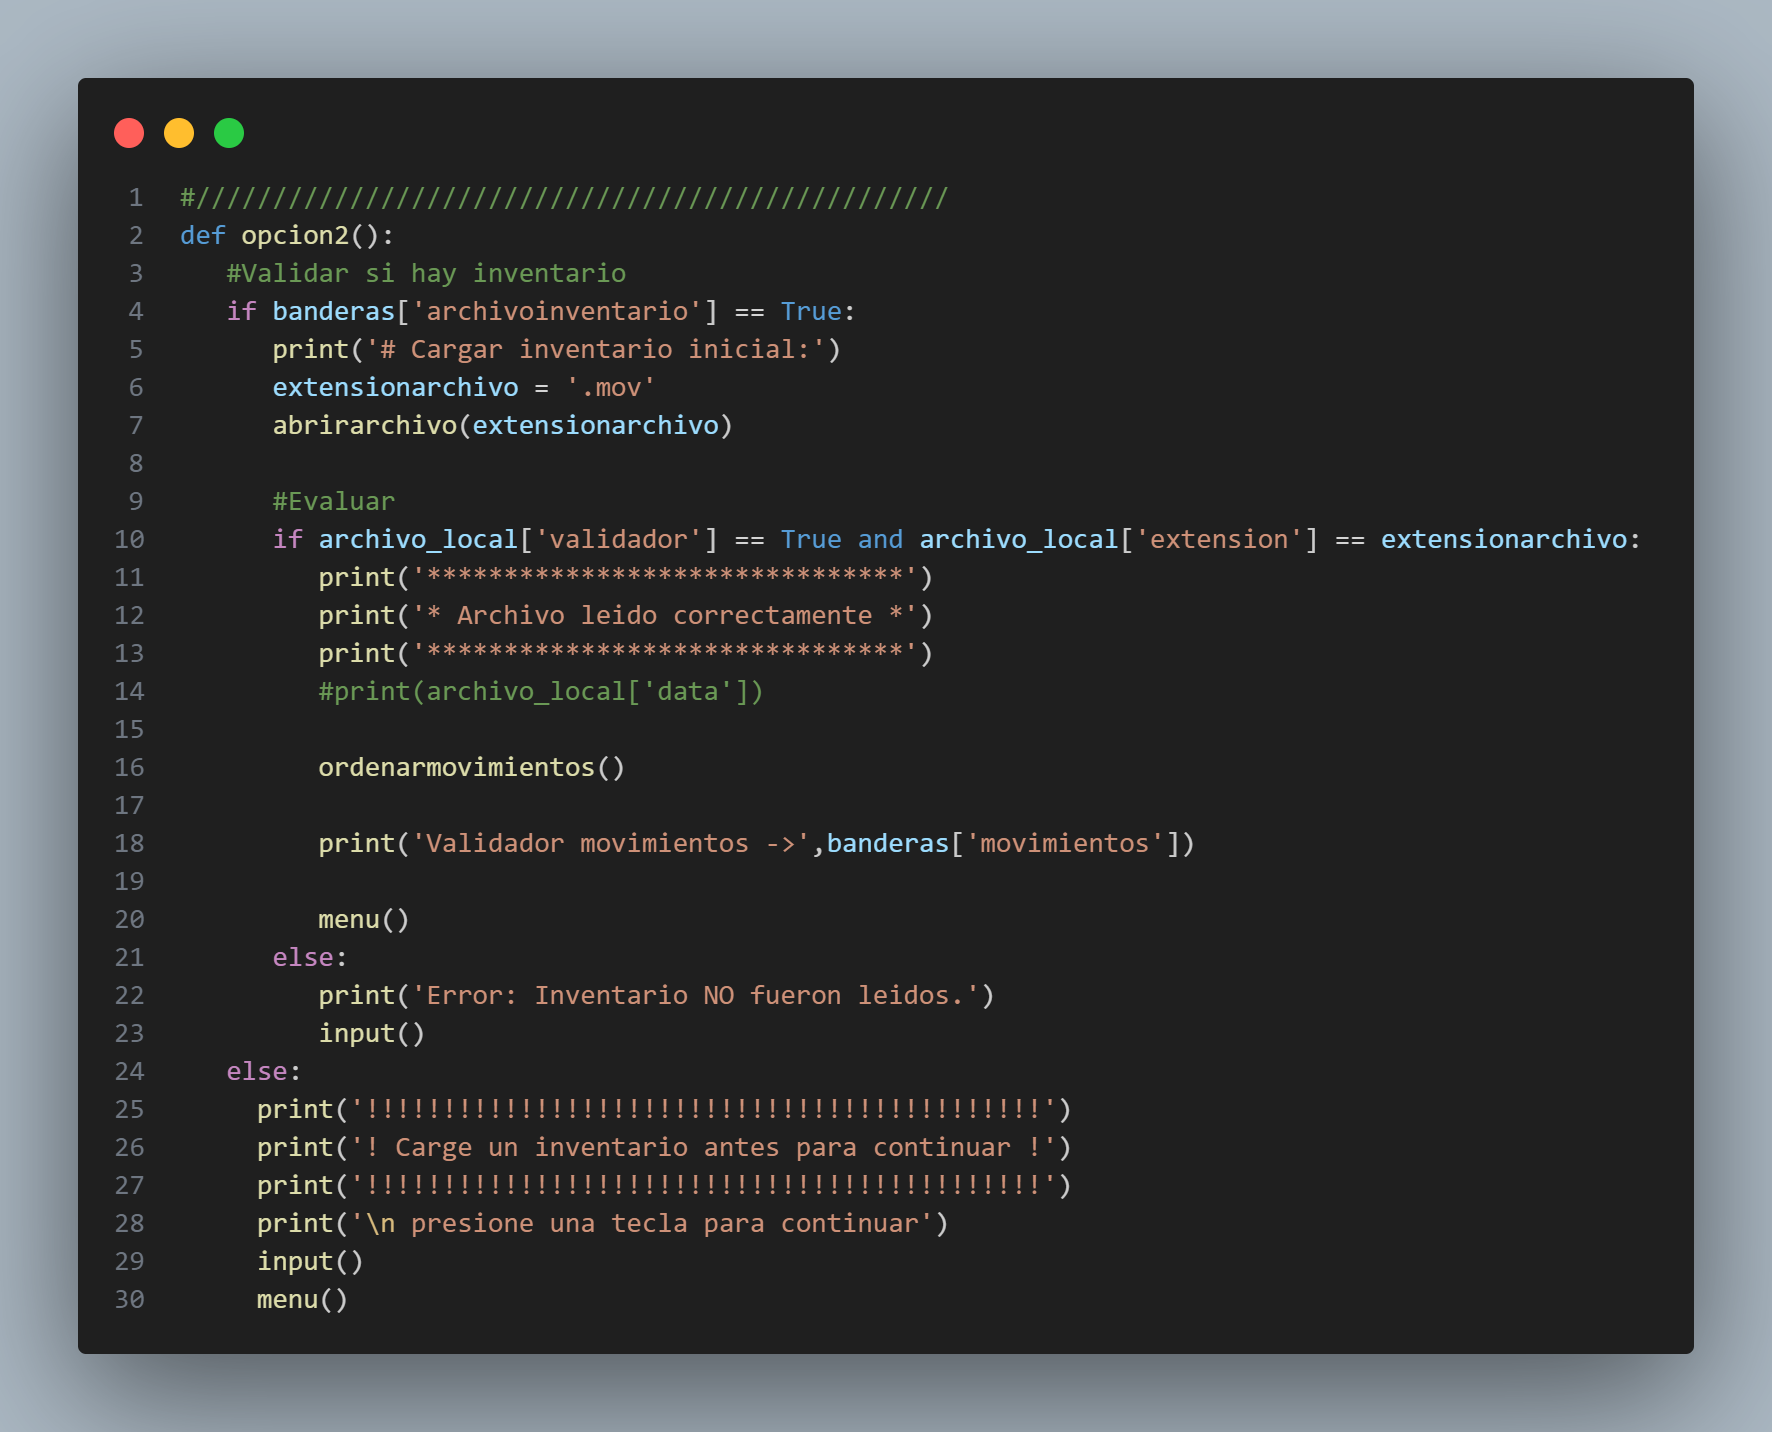 1 #/////////////////////////////////////////////////
2 def opcion2():
3 #Validar si hay inventario
4 if banderas['archivoinventario'] == True:
5 print('# Cargar inventario inicial:')
6 extensionarchivo = '.mov'
7 abrirarchivo(extensionarchivo)
8
9 #Evaluar
10 if archivo_local['validador'] == True and archivo_local['extension'] == extensionarchivo:
11 print('*******************************')
12 print('* Archivo leido correctamente *')
13 print('*******************************')
14 #print(archivo_local['data'])
15
16 ordenarmovimientos()
17
18 print('Validador movimientos ->',banderas['movimientos'])
19
20 menu()
21 else:
22 print('Error: Inventario NO fueron leidos.')
23 input()
24 else:
25 print('!!!!!!!!!!!!!!!!!!!!!!!!!!!!!!!!!!!!!!!!!!!!')
26 print('! Carge un inventario antes para continuar !')
27 print('!!!!!!!!!!!!!!!!!!!!!!!!!!!!!!!!!!!!!!!!!!!!')
28 print('\n presione una tecla para continuar')
29 input()
30 menu()